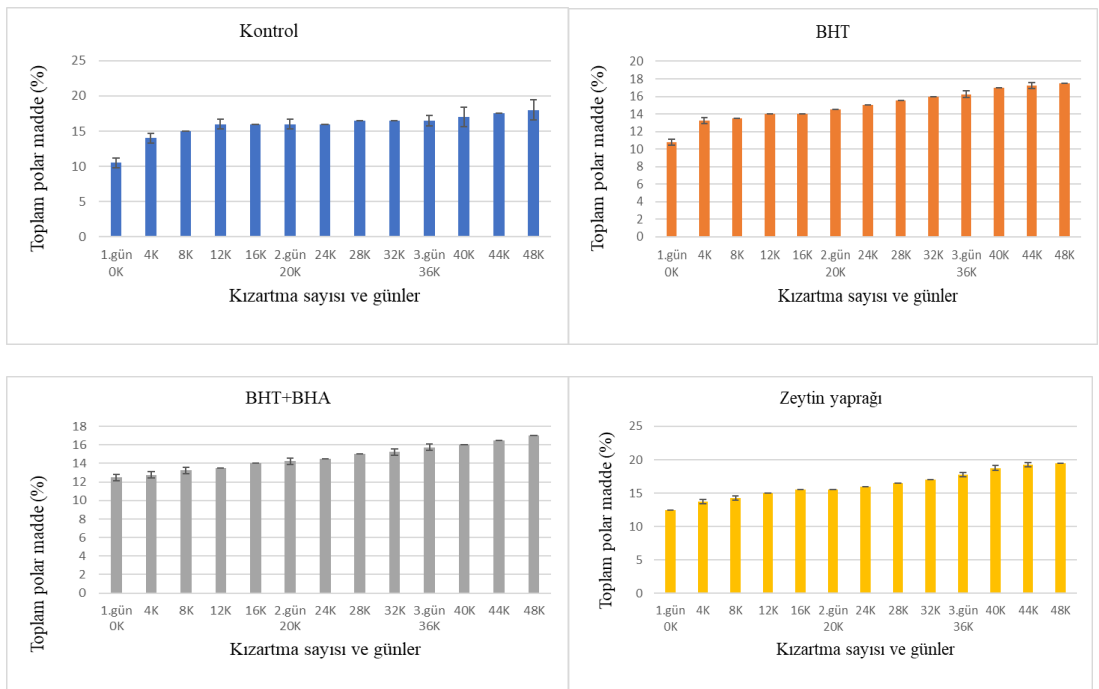 Kontrol
Toplam polar madde (%)
25
20
15
10
5
0
1.gün 4K 8K 12K 16K 2.gün 24K 28K 32K 3.gün 40K 44K 48K
0K 20K 36K
Kızartma sayısı ve günler
BHT
Toplam polar madde (%)
20
18
16
14
12
10
8
6
4
2
0
1.gün 4K 8K 12K 16K 2.gün 24K 28K 32K 3.gün 40K 44K 48K
0K 20K 36K
Kızartma sayısı ve günler
BHT+BHA
Toplam polar madde (%)
18
16
14
12
10
8
6
4
2
0
1.gün 4K 8K 12K 16K 2.gün 24K 28K 32K 3.gün 40K 44K 48K
0K 20K 36K
Kızartma sayısı ve günler
Zeytin yaprağı
Toplam polar madde (%)
25
20
15
10
5
0
1.gün 4K 8K 12K 16K 2.gün 24K 28K 32K 3.gün 40K 44K 48K
0K 20K 36K
Kızartma sayısı ve günler